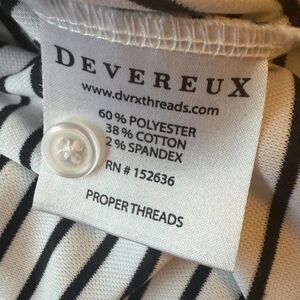 DEVEREUX
www.dvrxthreads.com
60% POLYESTER
38% COTTON
2% SPANDEX
RN # 152636
PROPER THREADS